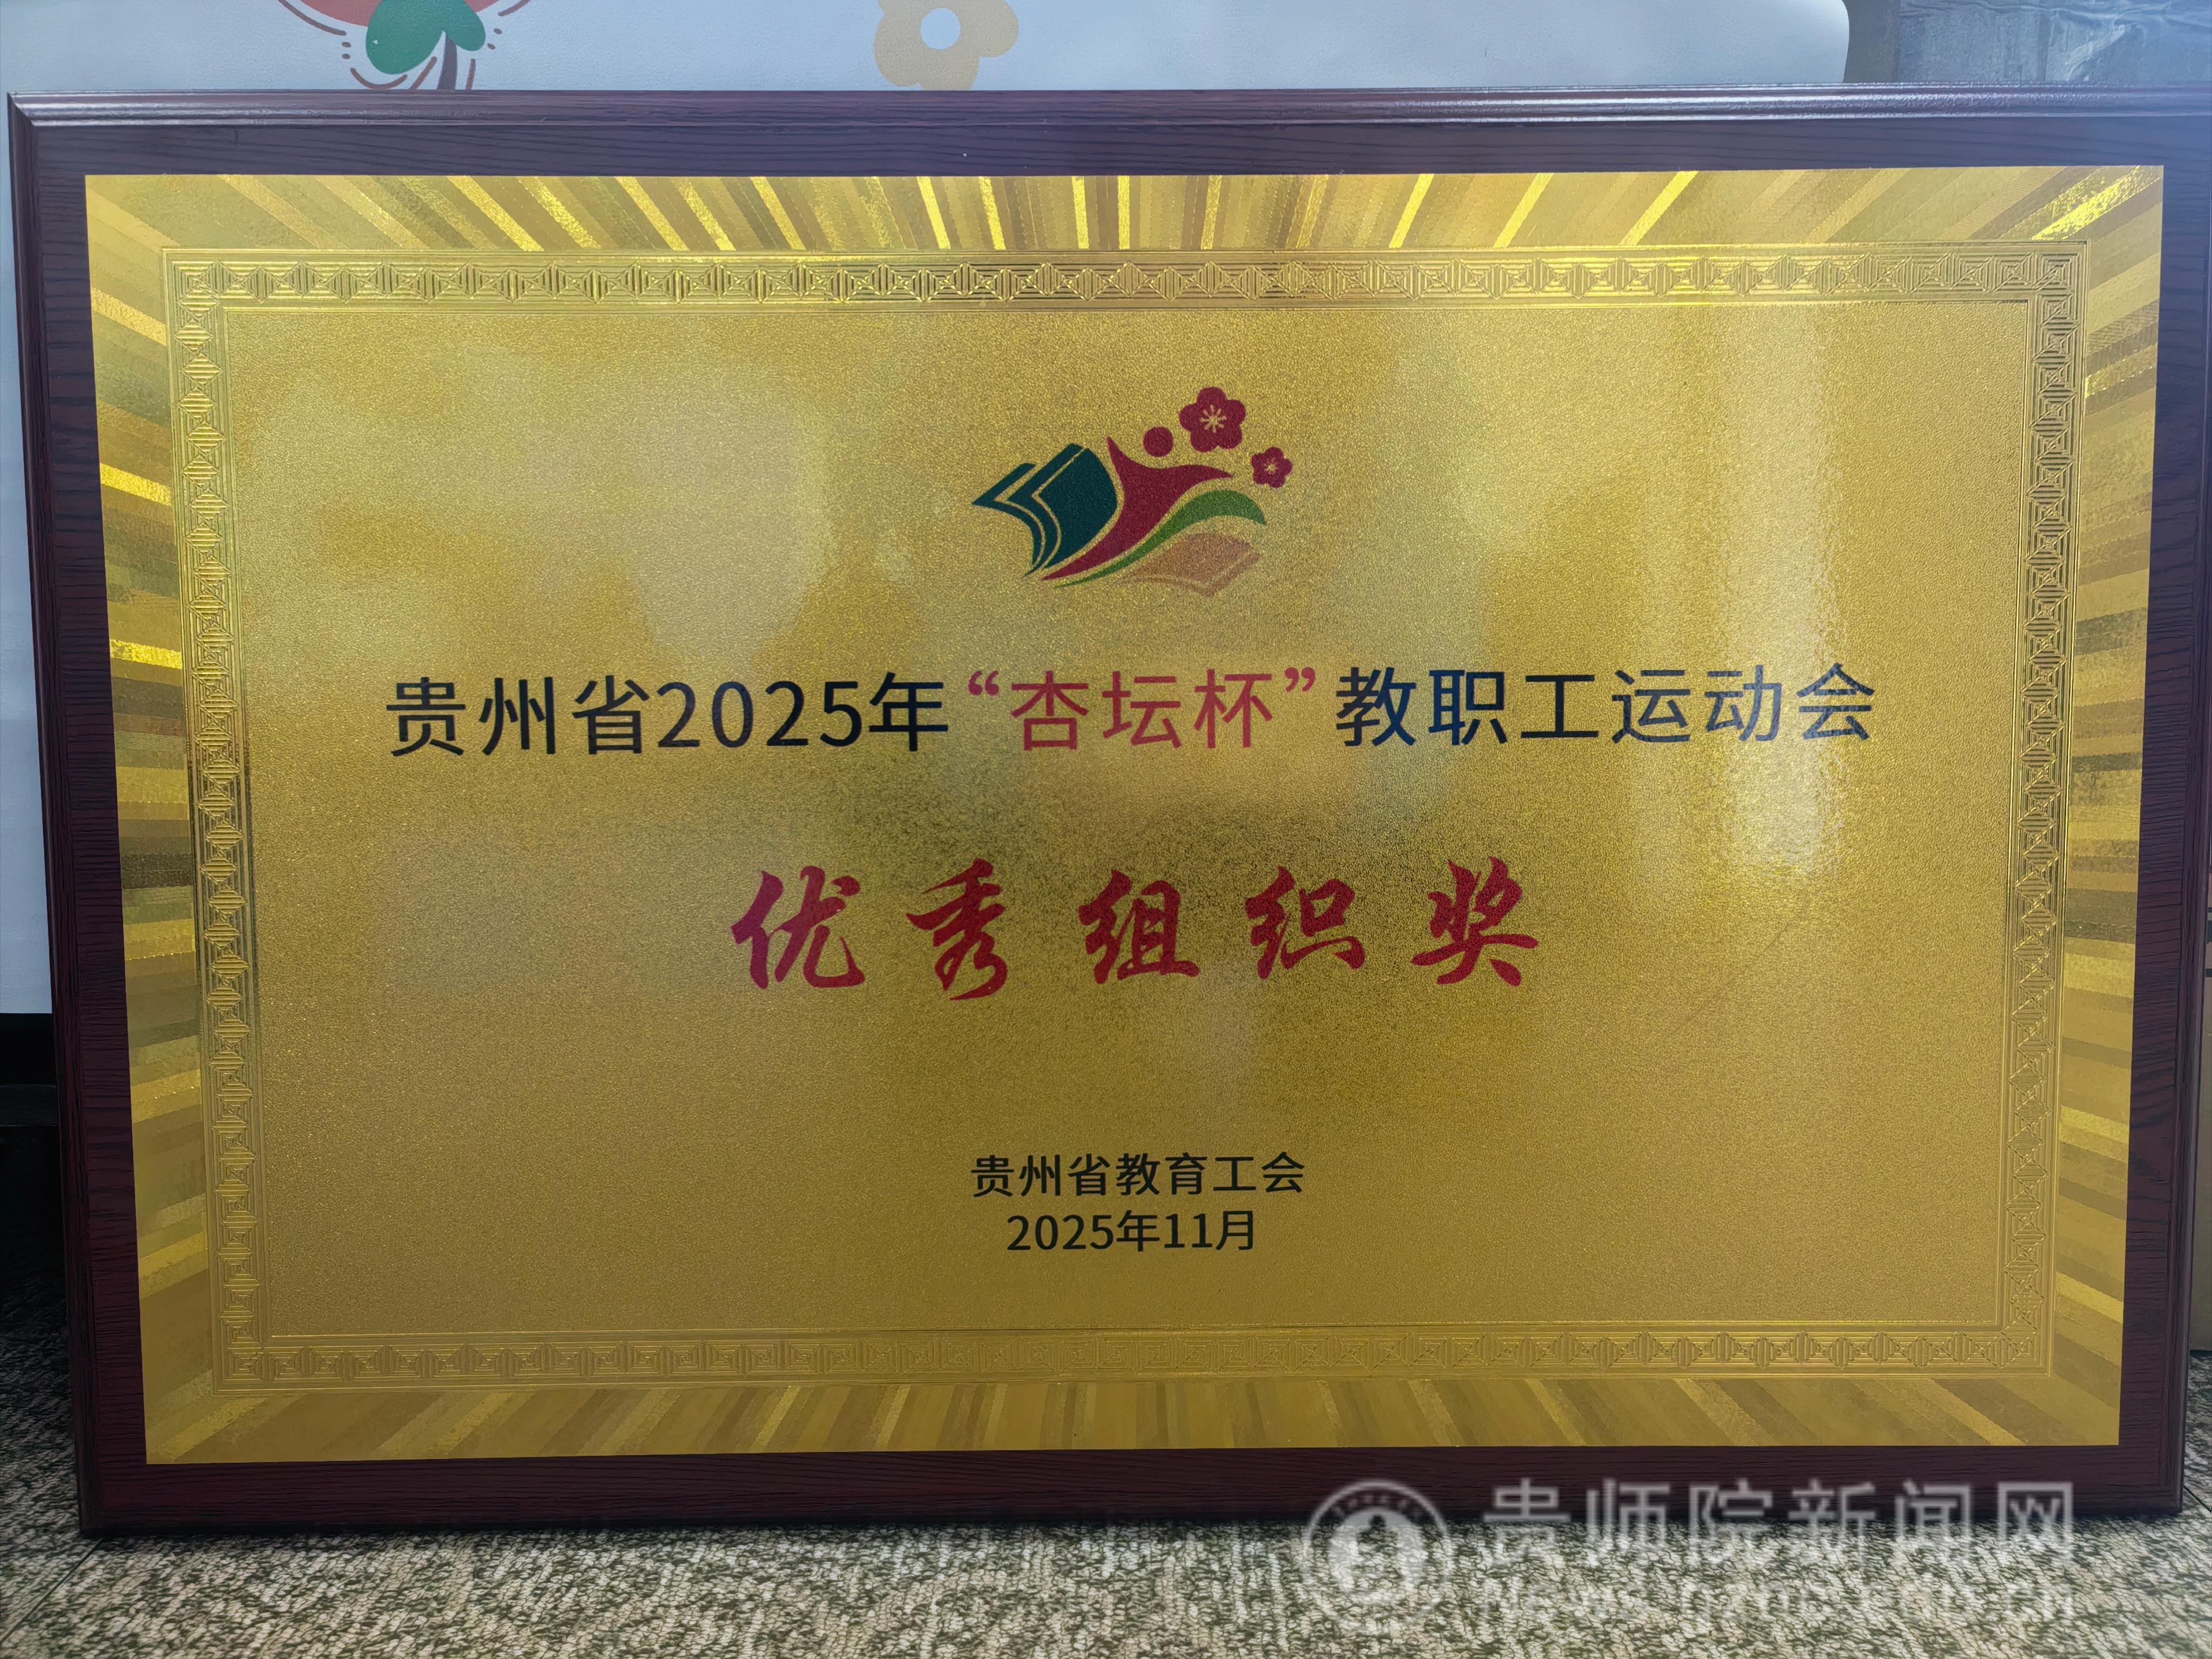 贵州省2025年“杏坛杯”教职工运动会
优秀组织奖
贵州省教育工会
2025年11月
贵师院新闻网